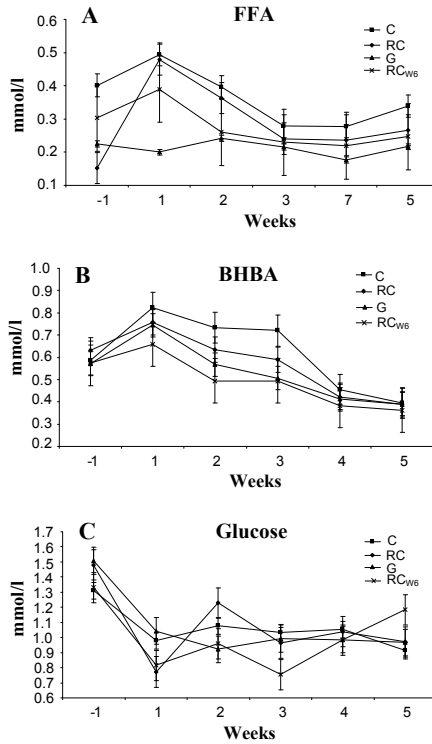 A
FFA
C
RC
G
RCW6
mmol/l
0.6
0.5
0.4
0.3
0.2
0.1
-1 1 2 3 7 5
Weeks
B
BHBA
C
RC
G
RCW6
mmol/l
1.0
0.9
0.8
0.7
0.6
0.5
0.4
0.3
0.2
-1 1 2 3 4 5
Weeks
C
Glucose
C
RC
G
RCW6
mmol/l
1.7
1.6
1.5
1.4
1.3
1.2
1.1
1.0
0.9
0.8
0.7
0.6
-1 1 2 3 4 5
Weeks